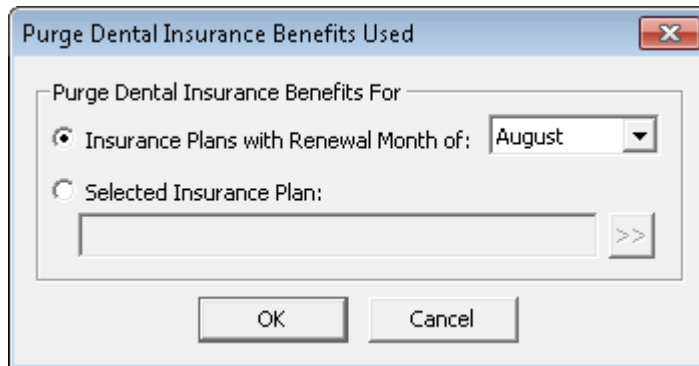 Purge Dental Insurance Benefits Used
Purge Dental Insurance Benefits For
Insurance Plans with Renewal Month of: August
Selected Insurance Plan:
>>
OK Cancel